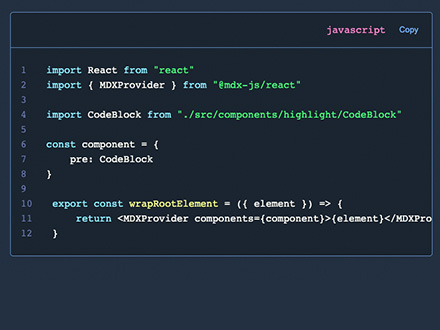 javascript Copy
1 import React from "react"
2 import { MDXProvider } from "@mdx-js/react"
3
4 import CodeBlock from "./src/components/highlight/CodeBlock"
5
6 const component = {
7     pre: CodeBlock
8 }
9
10  export const wrapRootElement = ({ element }) => {
11      return <MDXProvider components={component}>{element}</MDXPro
12  }